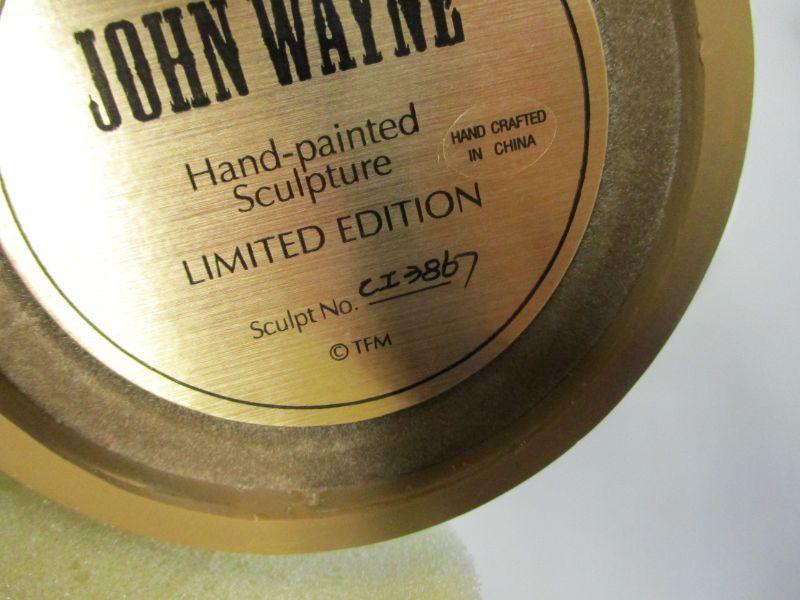 JOHN WAYNE
Hand-painted
Sculpture
HAND CRAFTED
IN CHINA
LIMITED EDITION
Sculpt No. CI3867
© TFM